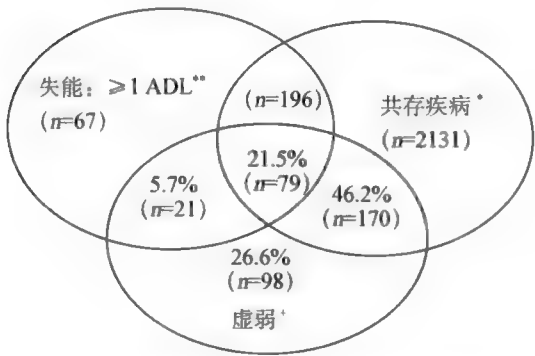 失能：≥1 ADL**
(n=67)
(n=196)
共存疾病*
(n=2131)
21.5%
(n=79)
5.7%
(n=21)
46.2%
(n=170)
26.6%
(n=98)
虚弱+